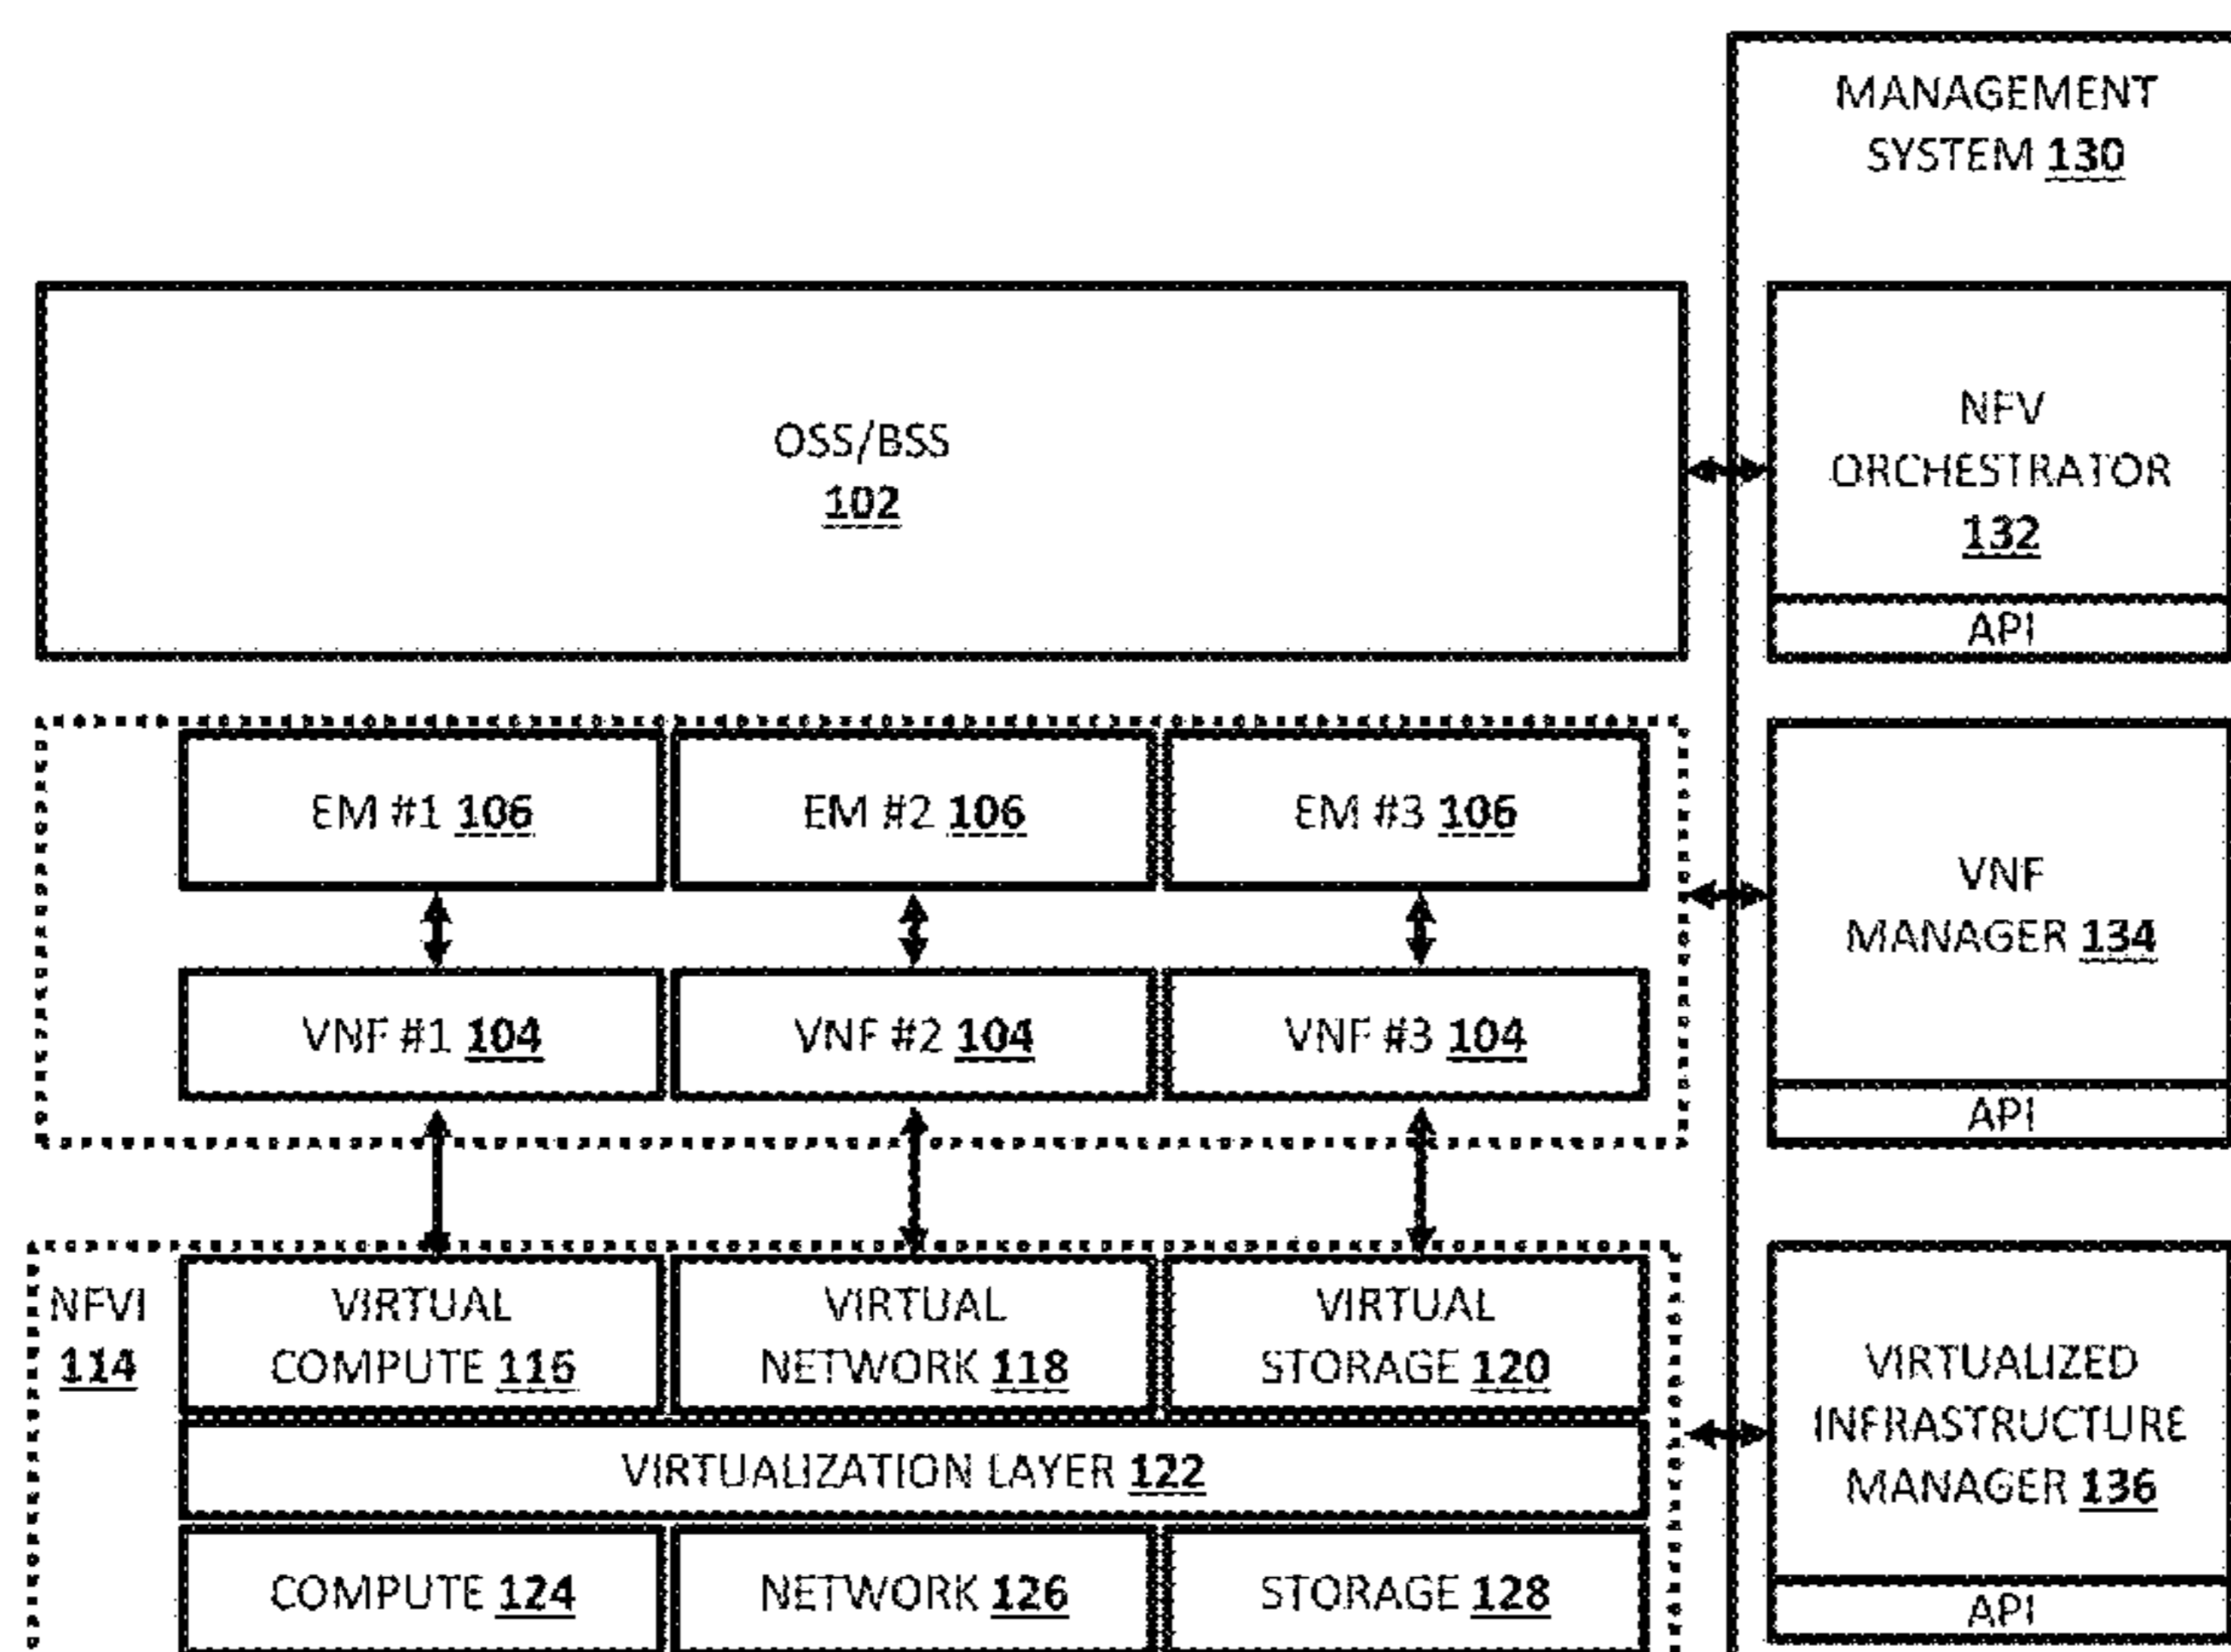 MANAGEMENT
SYSTEM 130
OSS/BSS
102
NFV
ORCHESTRATOR
132
API
EM #1 106
EM #2 106
EM #3 106
VNF #1 104
VNF #2 104
VNF #3 104
VNF
MANAGER 134
API
NFVI
114
VIRTUAL
COMPUTE 116
VIRTUAL
NETWORK 118
VIRTUAL
STORAGE 120
VIRTUALIZATION LAYER 122
COMPUTE 124
NETWORK 126
STORAGE 128
VIRTUALIZED
INFRASTRUCTURE
MANAGER 136
API